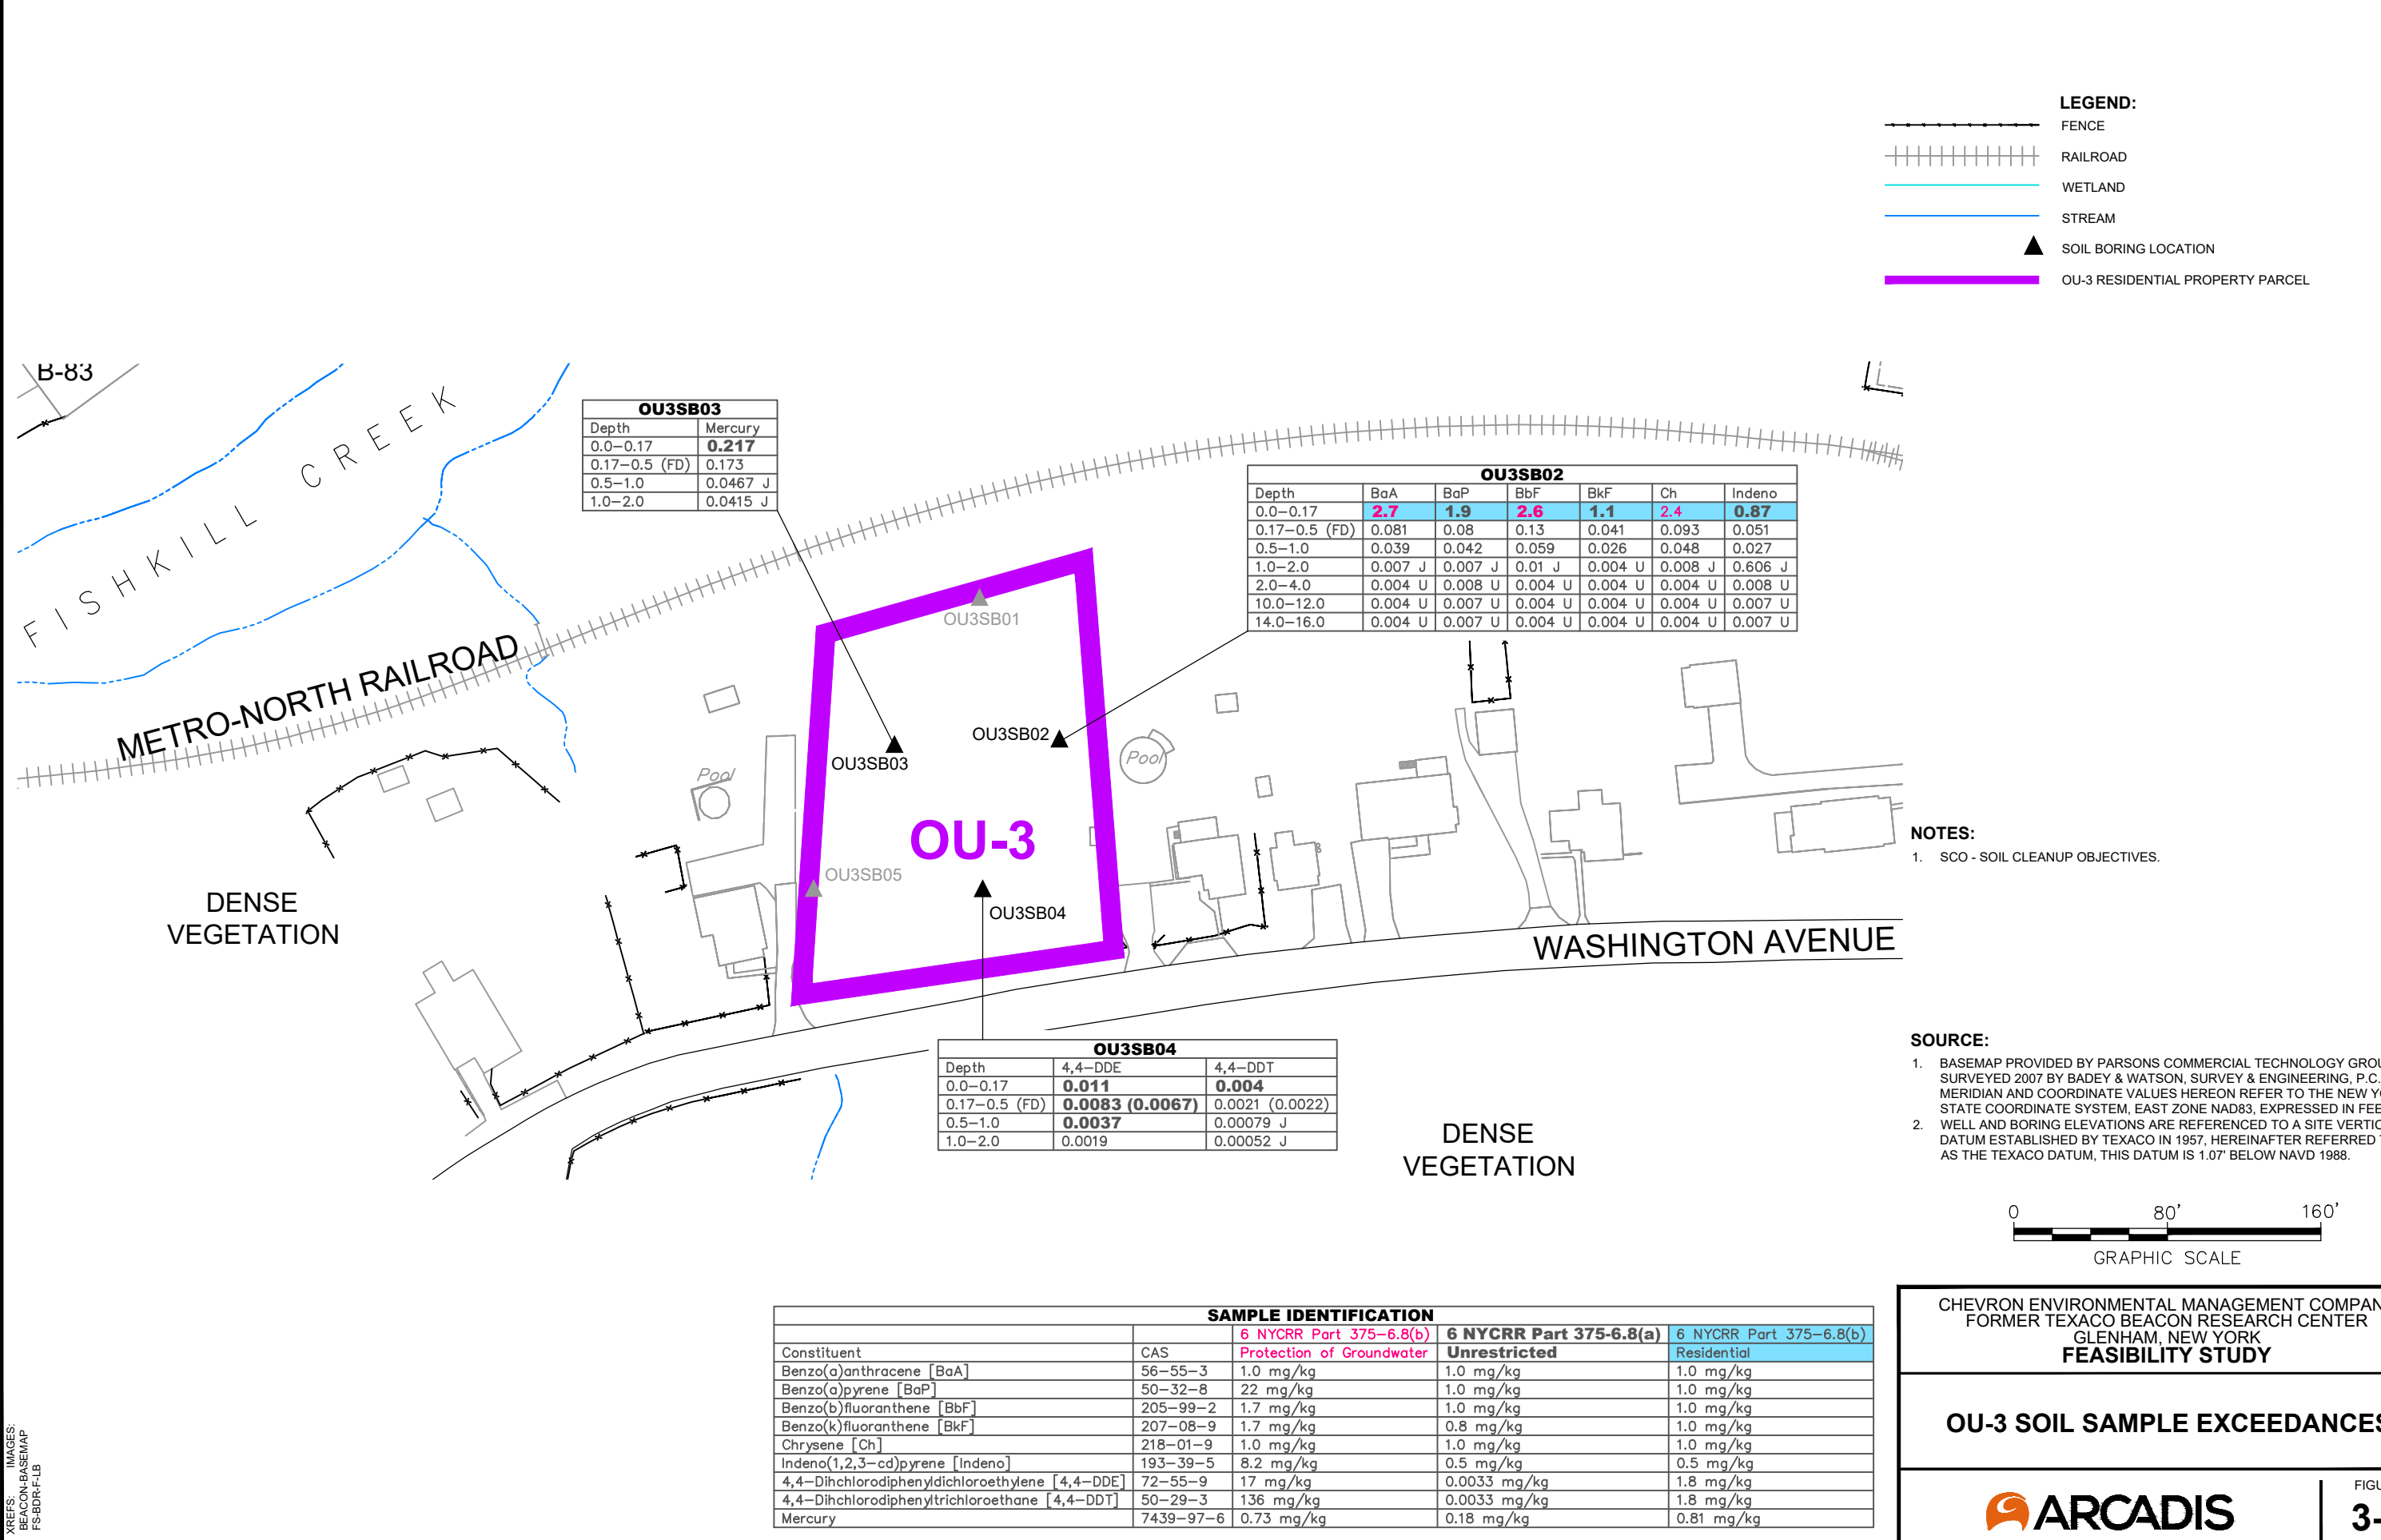 LEGEND:
FENCE
RAILROAD
WETLAND
STREAM
SOIL BORING LOCATION
OU-3 RESIDENTIAL PROPERTY PARCEL
B-83
FISHKILL CREEK
METRO-NORTH RAILROAD
OU3SB03
Depth Mercury
0.0-0.17 0.217
0.17-0.5 (FD) 0.173
0.5-1.0 0.0467 J
1.0-2.0 0.0415 J
OU3SB02
Depth BaA BaP BbF BkF Ch Indeno
0.0-0.17 2.7 1.9 2.6 1.1 2.4 0.87
0.17-0.5 (FD) 0.081 0.08 0.13 0.041 0.093 0.051
0.5-1.0 0.039 0.042 0.059 0.026 0.048 0.027
1.0-2.0 0.007 J 0.007 J 0.01 J 0.004 U 0.008 J 0.606 J
2.0-4.0 0.004 U 0.008 U 0.004 U 0.004 U 0.004 U 0.008 U
10.0-12.0 0.004 U 0.007 U 0.004 U 0.004 U 0.004 U 0.007 U
14.0-16.0 0.004 U 0.007 U 0.004 U 0.004 U 0.004 U 0.007 U
OU3SB01
OU3SB02
OU3SB03
Pool
Pool
OU-3
OU3SB05
OU3SB04
DENSE
VEGETATION
WASHINGTON AVENUE
OU3SB04
Depth 4,4-DDE 4,4-DDT
0.0-0.17 0.011 0.004
0.17-0.5 (FD) 0.0083 (0.0067) 0.0021 (0.0022)
0.5-1.0 0.0037 0.00079 J
1.0-2.0 0.0019 0.00052 J
DENSE
VEGETATION
NOTES:
1. SCO - SOIL CLEANUP OBJECTIVES.
SOURCE:
1. BASEMAP PROVIDED BY PARSONS COMMERCIAL TECHNOLOGY GROU
SURVEYED 2007 BY BADEY & WATSON, SURVEY & ENGINEERING, P.C.
MERIDIAN AND COORDINATE VALUES HEREON REFER TO THE NEW Y
STATE COORDINATE SYSTEM, EAST ZONE NAD83, EXPRESSED IN FEE
2. WELL AND BORING ELEVATIONS ARE REFERENCED TO A SITE VERTIC
DATUM ESTABLISHED BY TEXACO IN 1957, HEREINAFTER REFERRED
AS THE TEXACO DATUM, THIS DATUM IS 1.07' BELOW NAVD 1988.
0 80' 160'
GRAPHIC SCALE
SAMPLE IDENTIFICATION
6 NYCRR Part 375-6.8(b) 6 NYCRR Part 375-6.8(a) 6 NYCRR Part 375-6.8(b)
Constituent CAS Protection of Groundwater Unrestricted Residential
Benzo(a)anthracene [BaA] 56-55-3 1.0 mg/kg 1.0 mg/kg 1.0 mg/kg
Benzo(a)pyrene [BaP] 50-32-8 22 mg/kg 1.0 mg/kg 1.0 mg/kg
Benzo(b)fluoranthene [BbF] 205-99-2 1.7 mg/kg 1.0 mg/kg 1.0 mg/kg
Benzo(k)fluoranthene [BkF] 207-08-9 1.7 mg/kg 0.8 mg/kg 1.0 mg/kg
Chrysene [Ch] 218-01-9 1.0 mg/kg 1.0 mg/kg 1.0 mg/kg
Indeno(1,2,3-cd)pyrene [Indeno] 193-39-5 8.2 mg/kg 0.5 mg/kg 0.5 mg/kg
4,4-Dihchlorodiphenyldichloroethylene [4,4-DDE] 72-55-9 17 mg/kg 0.0033 mg/kg 1.8 mg/kg
4,4-Dihchlorodiphenyltrichloroethane [4,4-DDT] 50-29-3 136 mg/kg 0.0033 mg/kg 1.8 mg/kg
Mercury 7439-97-6 0.73 mg/kg 0.18 mg/kg 0.81 mg/kg
CHEVRON ENVIRONMENTAL MANAGEMENT COMPAN
FORMER TEXACO BEACON RESEARCH CENTER
GLENHAM, NEW YORK
FEASIBILITY STUDY
OU-3 SOIL SAMPLE EXCEEDANCES
ARCADIS
FIGU
3-
XREFS: IMAGES:
BEACON-BASEMAP
FS-BDR-F-LB